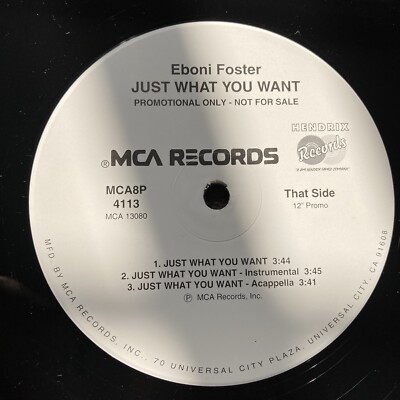 Eboni Foster
JUST WHAT YOU WANT
PROMOTIONAL ONLY - NOT FOR SALE
HENDRIX
Records
® MCA RECORDS
MCA8P
4113
MCA 13060
That Side
12" Promo
1. JUST WHAT YOU WANT 3:44
2. JUST WHAT YOU WANT - Instrumental 3:45
3. JUST WHAT YOU WANT - Acappella 3:41
Ⓟ MCA Records, Inc.
MFD. BY MCA RECORDS, INC., 70 UNIVERSAL CITY PLAZA, UNIVERSAL CITY, CA 91608